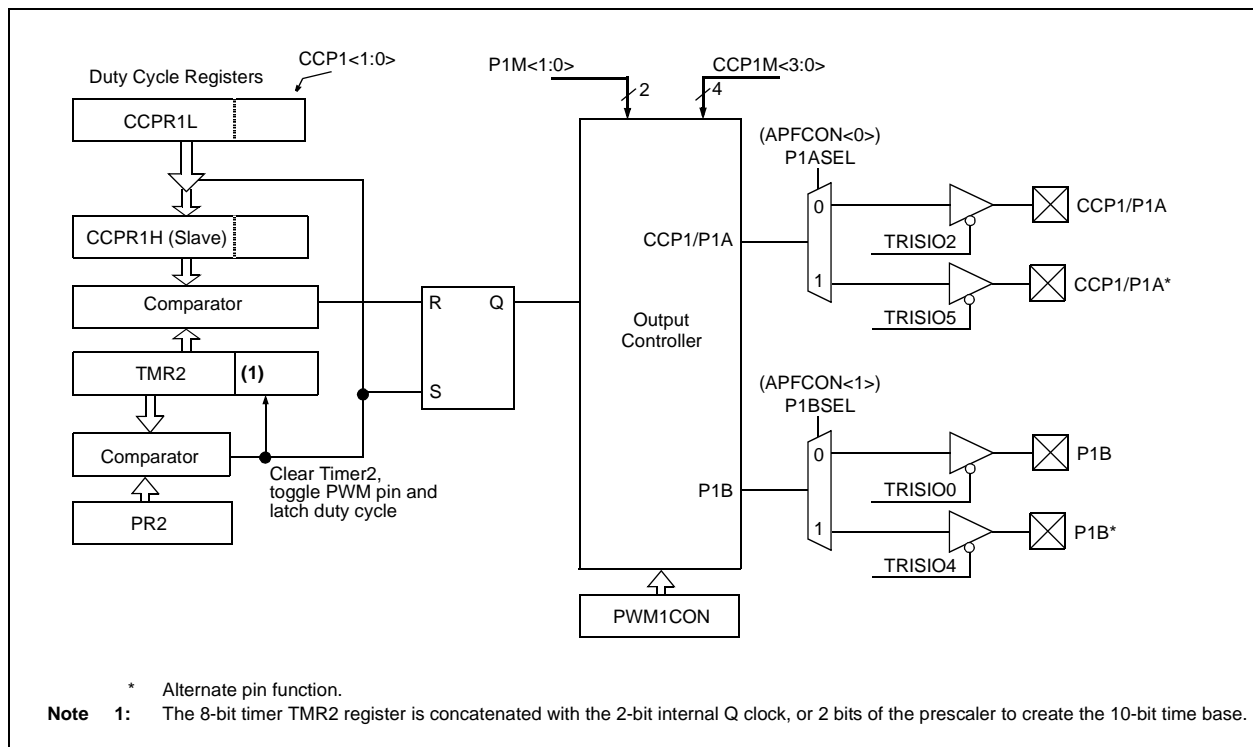 CCP1<1:0>
Duty Cycle Registers
CCPR1L
CCPR1H (Slave)
Comparator
TMR2
(1)
Comparator
PR2
Clear Timer2,
toggle PWM pin and
latch duty cycle
R
Q
S
P1M<1:0>
2
CCP1M<3:0>
4
CCP1/P1A
Output
Controller
P1B
PWM1CON
(APFCON<0>)
P1ASEL
0
1
TRISIO2
CCP1/P1A
TRISIO5
CCP1/P1A*
(APFCON<1>)
P1BSEL
0
1
TRISIO0
P1B
TRISIO4
P1B*
* Alternate pin function.
Note 1: The 8-bit timer TMR2 register is concatenated with the 2-bit internal Q clock, or 2 bits of the prescaler to create the 10-bit time base.